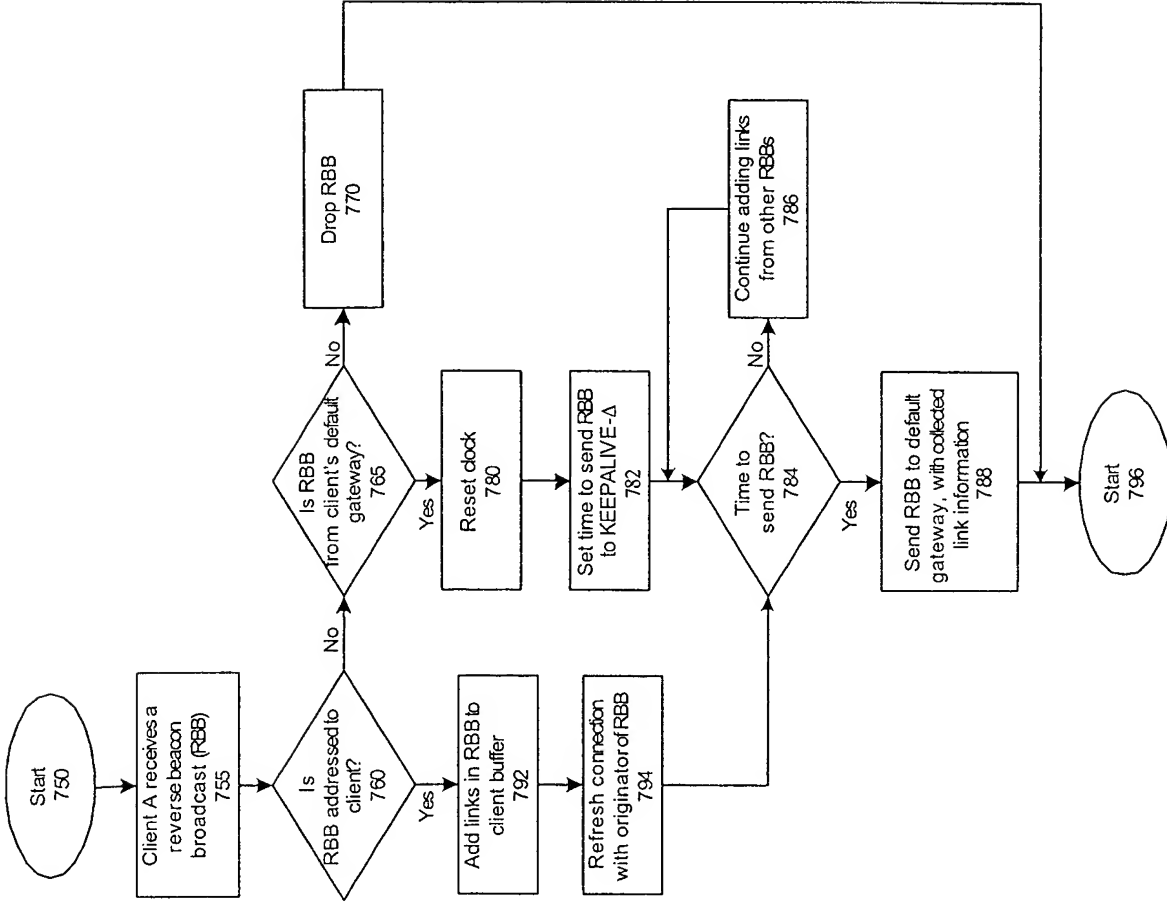 Start
750
Client A receives a
reverse beacon
broadcast (RBB)
755
Is
RBB addressed to
client?
760
No
Yes
Is RBB
from client's default
gateway?
765
No
Yes
Drop RBB
770
Add links in RBB to
client buffer
792
Refresh connection
with originator of RBB
794
Reset clock
780
Set time to send RBB
to KEEPALIVE-Δ
782
Time to
send RBB?
784
No
Yes
Continue adding links
from other RBBs
786
Send RBB to default
gateway, with collected
link information
788
Start
796